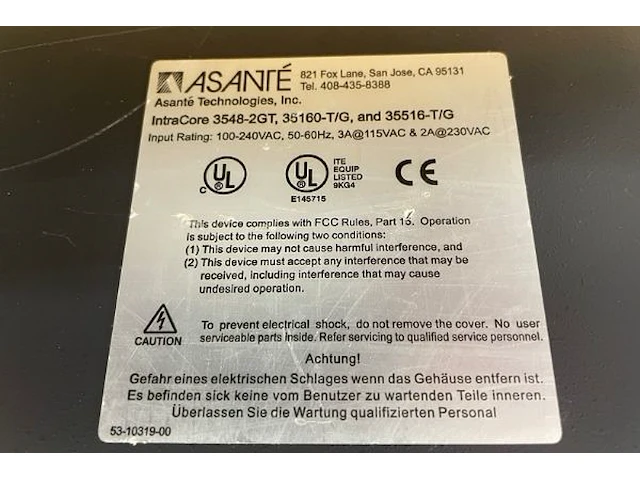 ASANTÉ
821 Fox Lane, San Jose, CA 95131
Tel. 408-435-8388
Asanté Technologies, Inc.
IntraCore 3548-2GT, 35160-T/G, and 35516-T/G
Input Rating: 100-240VAC, 50-60Hz, 3A@115VAC & 2A@230VAC
C UL
UL
ITE
EQUIP
LISTED
9KG4
E145715
CE
This device complies with FCC Rules, Part 15. Operation
is subject to the following two conditions:
(1) This device may not cause harmful interference, and
(2) This device must accept any interference that may be
received, including interference that may cause
undesired operation.
CAUTION
To prevent electrical shock, do not remove the cover. No user
serviceable parts inside. Refer servicing to qualified service personnel.
Achtung!
Gefahr eines elektrischen Schlages wenn das Gehäuse entfern ist.
Es befinden sick keine vom Benutzer zu wartenden Teile inneren.
Überlassen Sie die Wartung qualifizierten Personal
53-10319-00